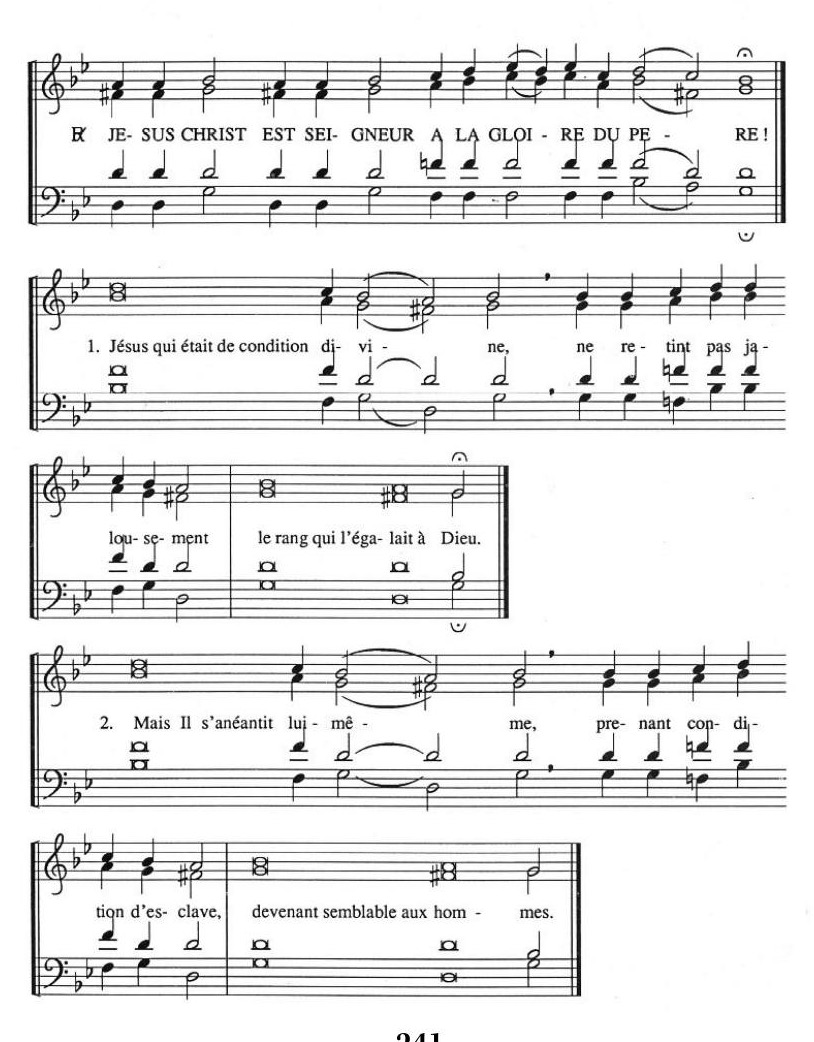 ℟ JE- SUS CHRIST EST SEI- GNEUR A LA GLOI - RE DU PE - RE !
1. Jésus qui était de condition di- vi - ne, ne re- tint pas ja-
lou- se- ment le rang qui l'éga- lait à Dieu.
2. Mais Il s'anéantit lui - mê - me, pre- nant con- di-
tion d'es- clave, devenant semblable aux hom - mes.
241